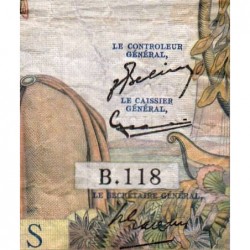 LE CONTROLEUR
GÉNÉRAL,
LE CAISSIER
GÉNÉRAL,
B.118
LE SECRÉTAIRE GÉNÉRAL,
S